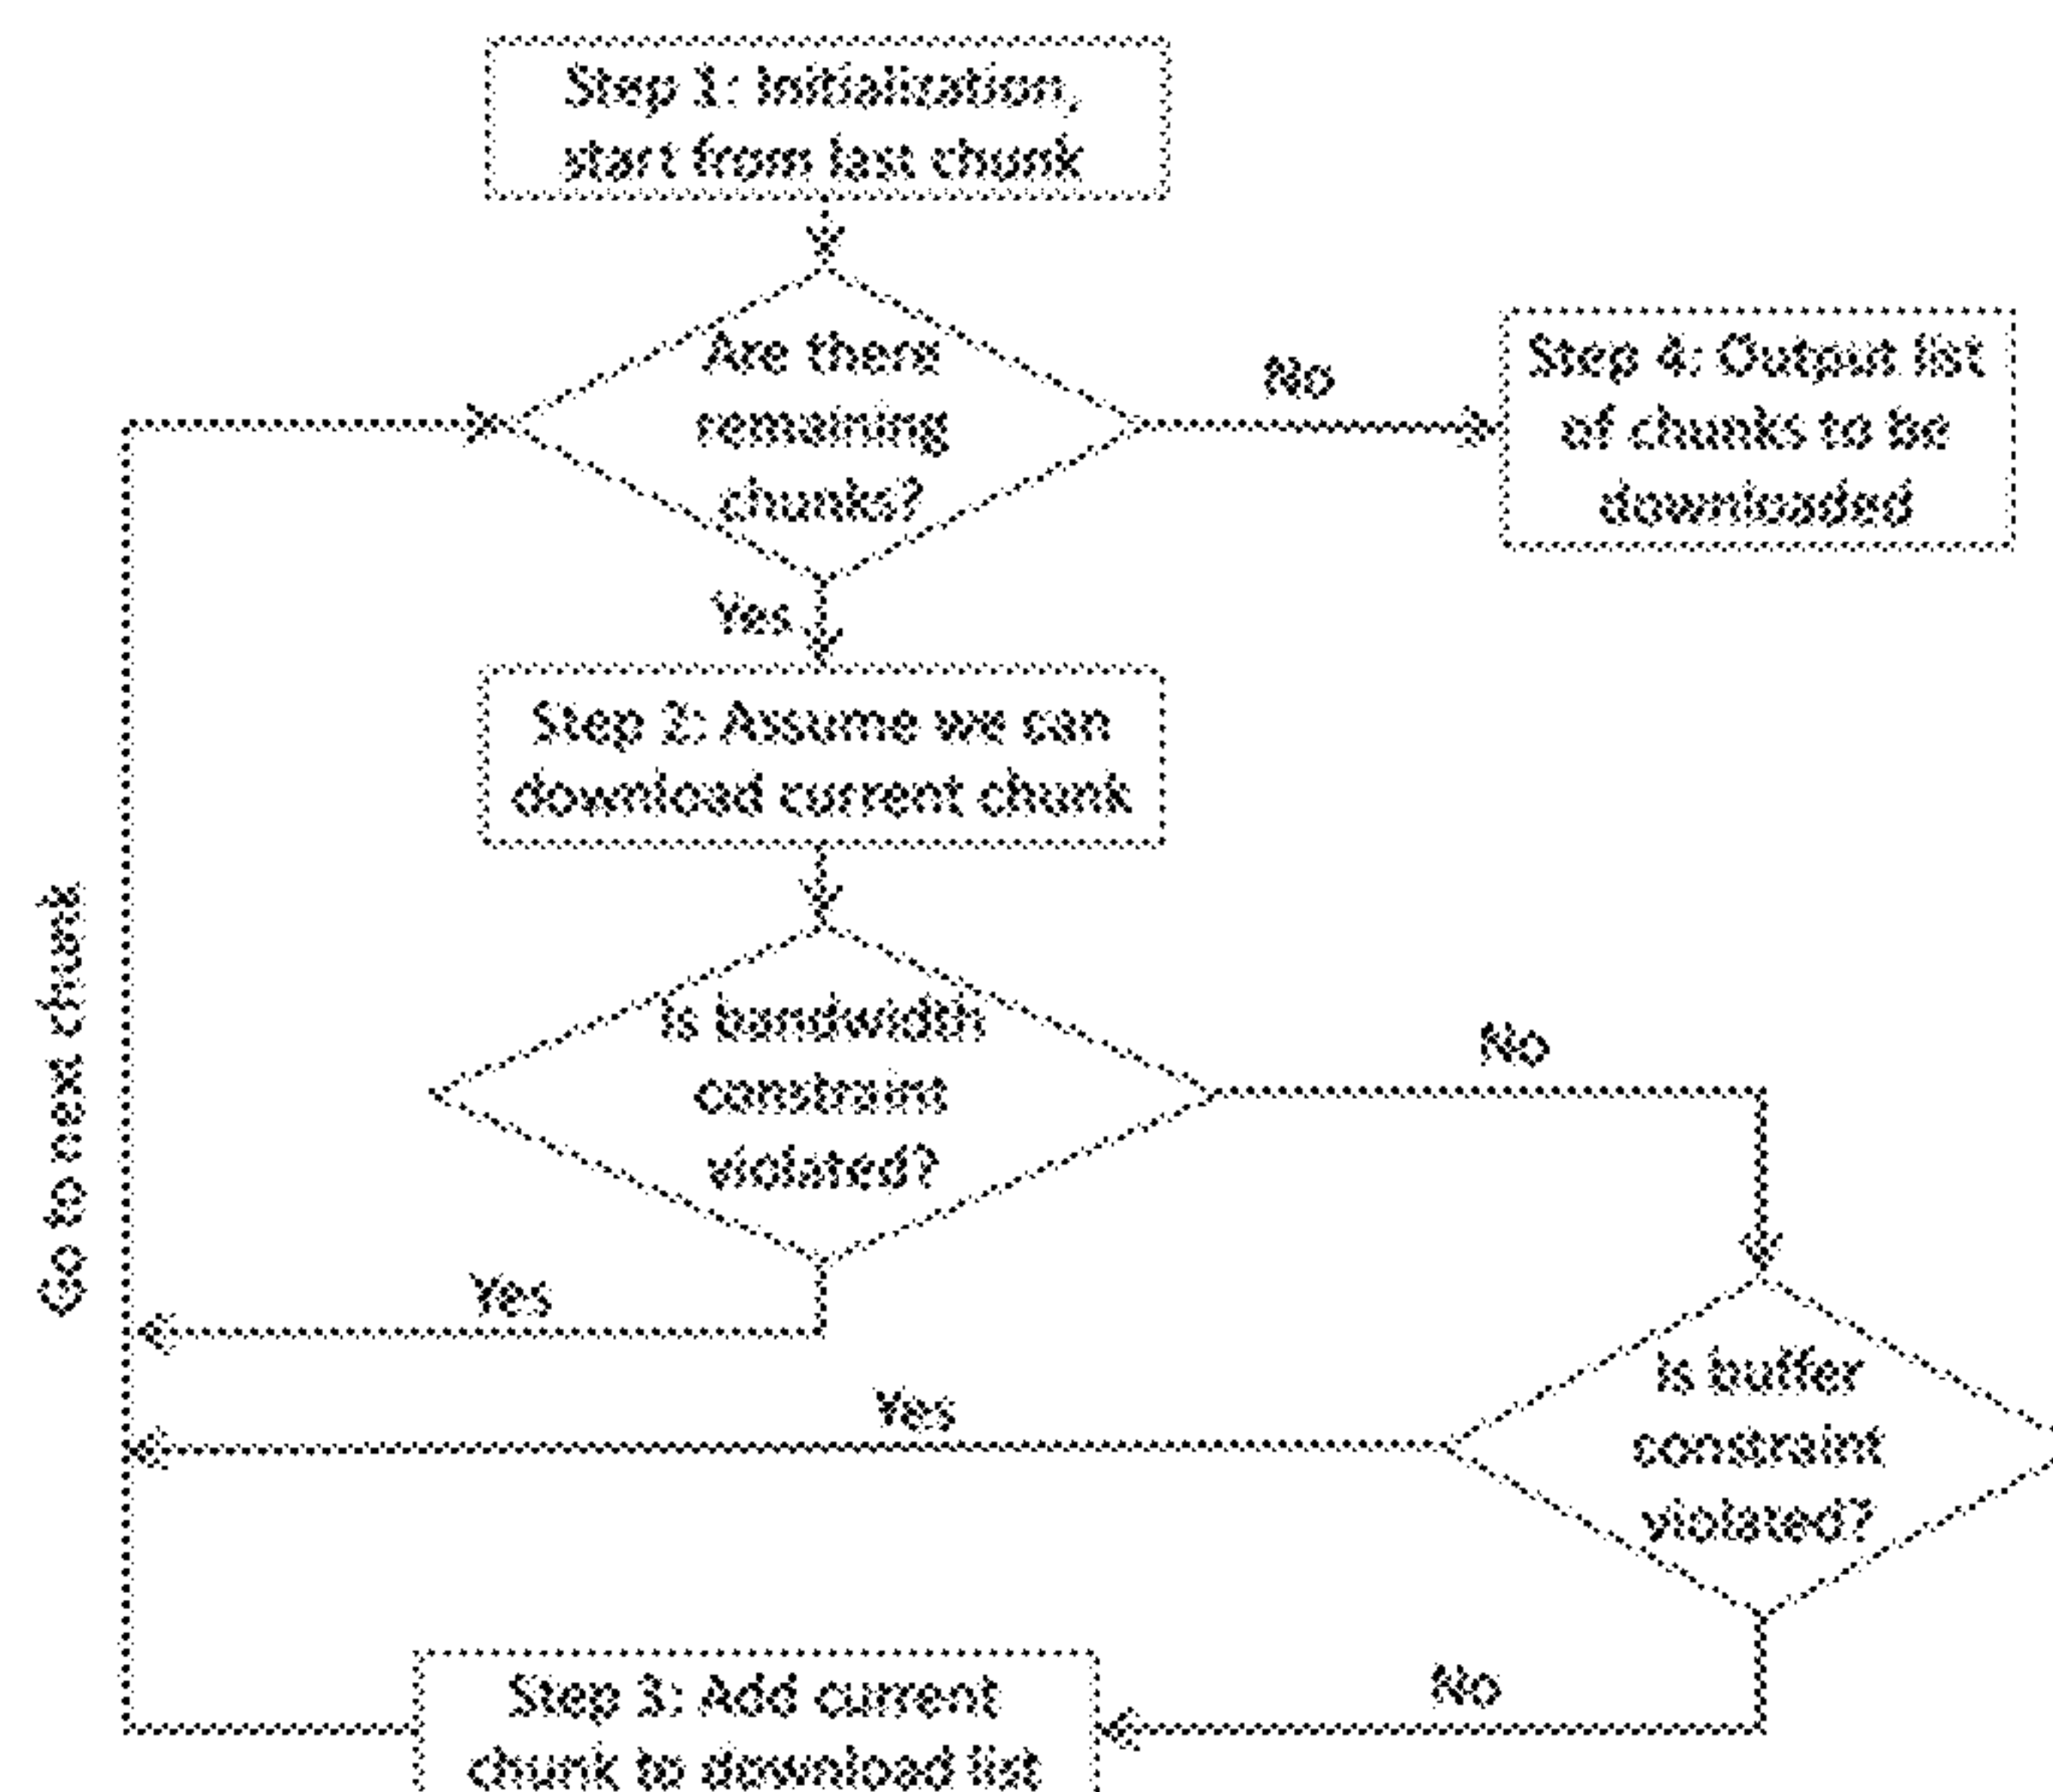 Step 1: Initialization,
start from last chunk
Are there
remaining
chunks?
No
Step 4: Output list
of chunks to be
downloaded
Yes
Step 2: Assume we can
download current chunk
Go to next chunk
Is bandwidth
constraint
violated?
No
Yes
Is buffer
constraint
violated?
Yes
No
Step 3: Add current
chunk to download list